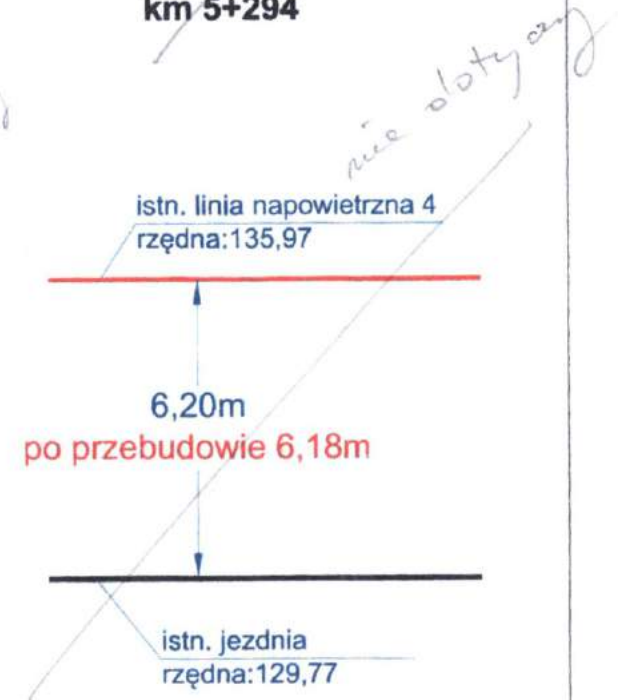 km 5+294
nie dotyczy
istn. linia napowietrzna 4
rzędna:135,97
6,20m
po przebudowie 6,18m
istn. jezdnia
rzędna:129,77